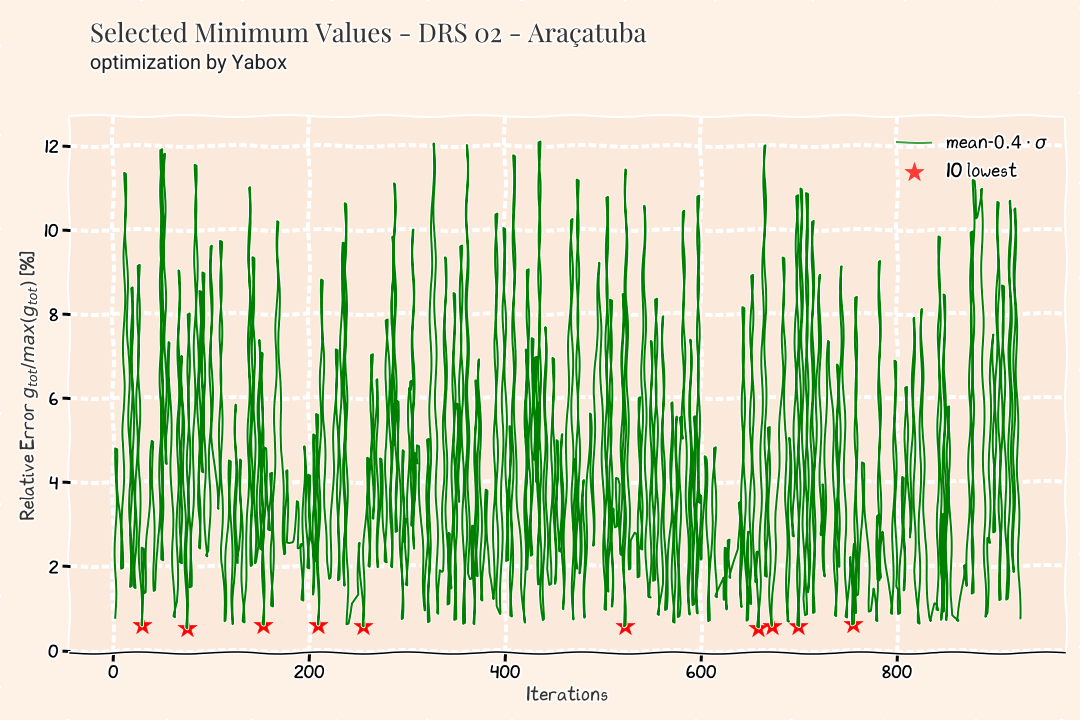 Selected Minimum Values - DRS 02 - Araçatuba
optimization by Yabox
mean-0.4 · σ
10 lowest
Relative Error g_tot/max(g_tot) [%]
12
10
8
6
4
2
0
0 200 400 600 800
Iterations